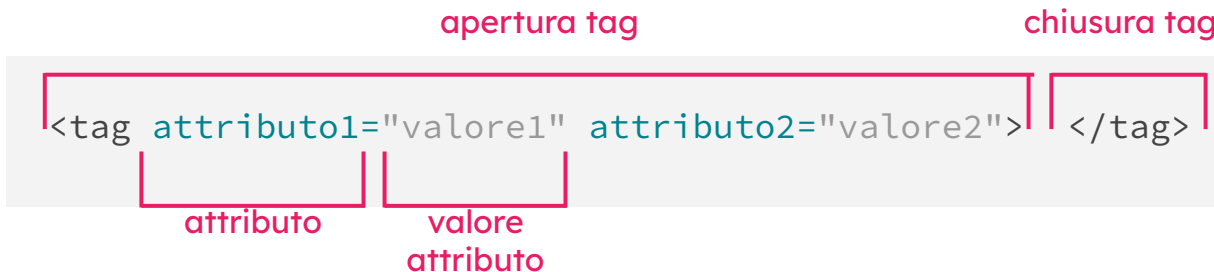 apertura tag chiusura tag
<tag attributo1="valore1" attributo2="valore2"> </tag>
attributo valore
attributo